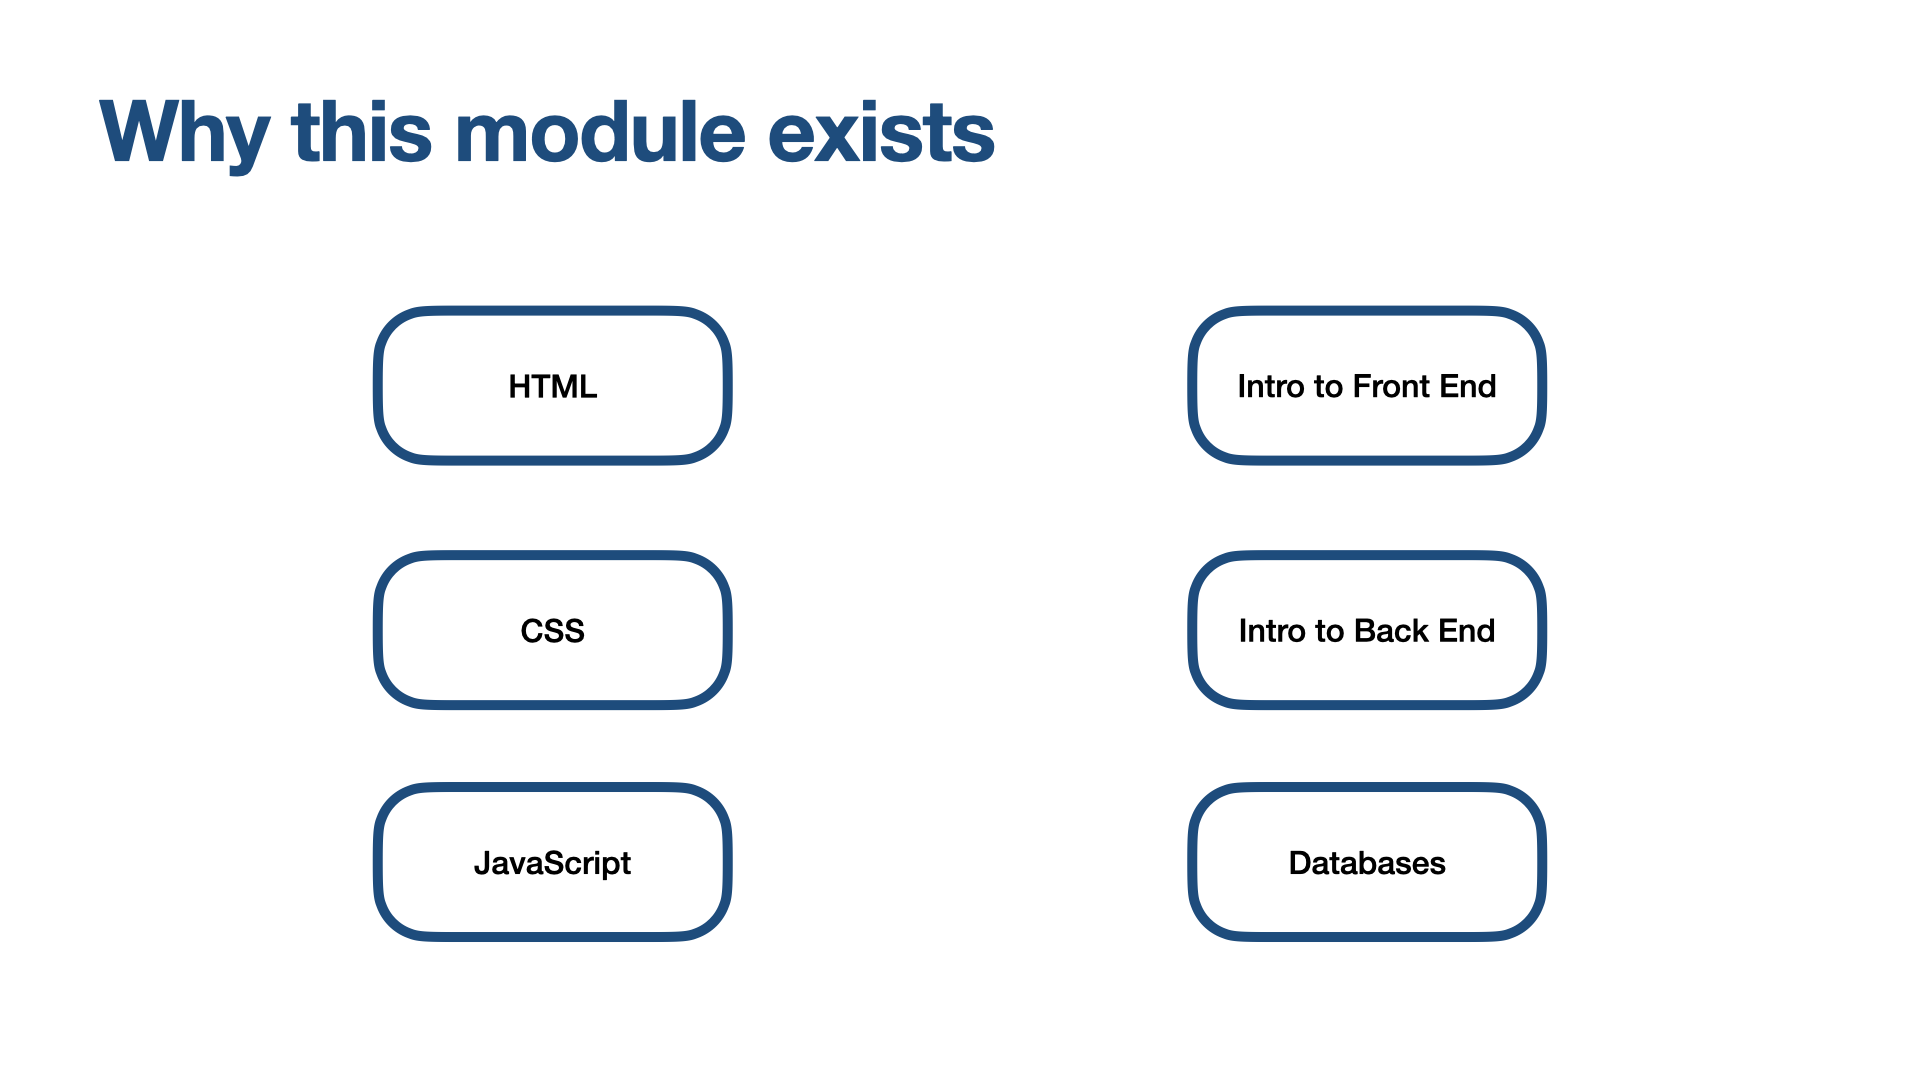 Why this module exists
HTML
Intro to Front End
CSS
Intro to Back End
JavaScript
Databases